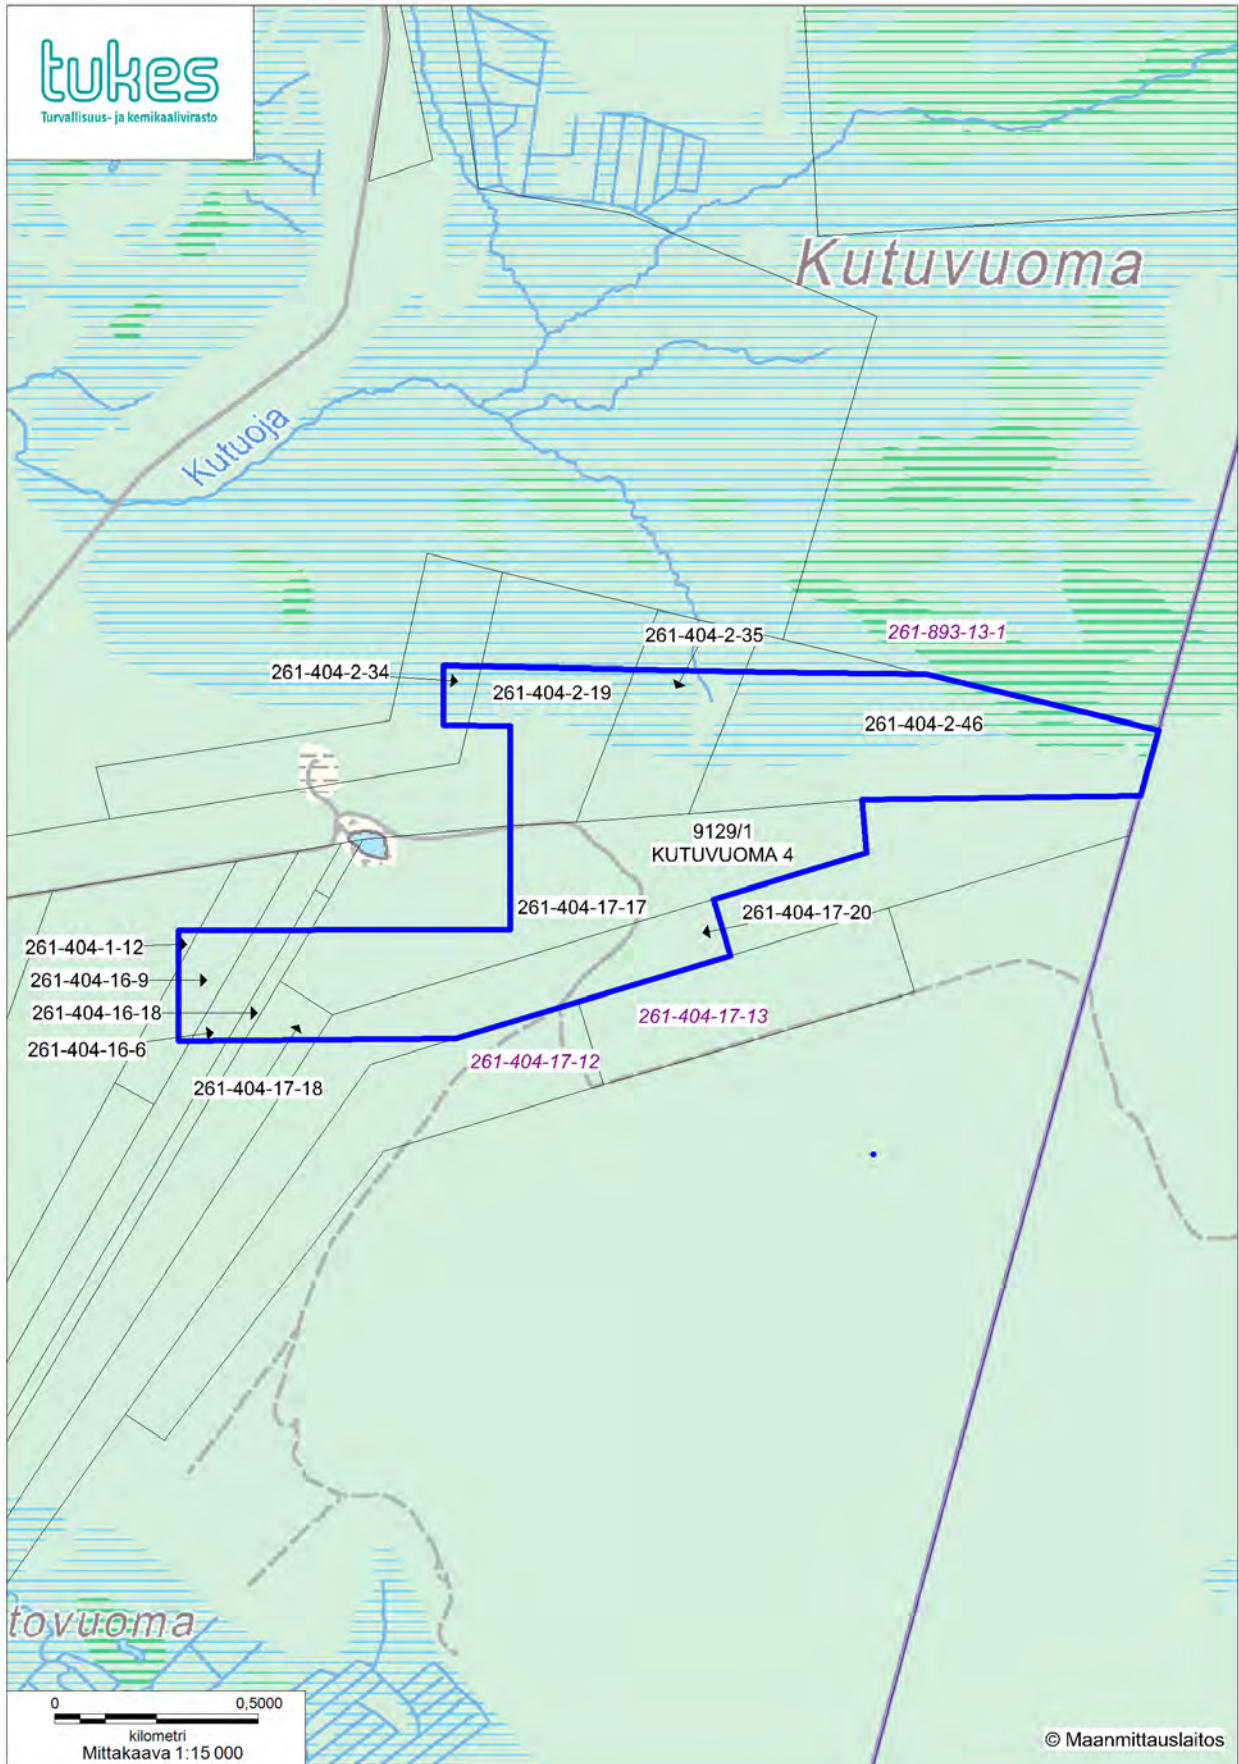 tukes
Turvallisuus- ja kemikaalivirasto
Kutuvuoma
Kutuoja
261-893-13-1
261-404-2-35
261-404-2-34
261-404-2-19
261-404-2-46
9129/1
KUTUVUOMA 4
261-404-17-17
261-404-17-20
261-404-1-12
261-404-16-9
261-404-16-18
261-404-16-6
261-404-17-13
261-404-17-12
261-404-17-18
tovuoma
0 0,5000
kilometri
Mittakaava 1:15 000
© Maanmittauslaitos